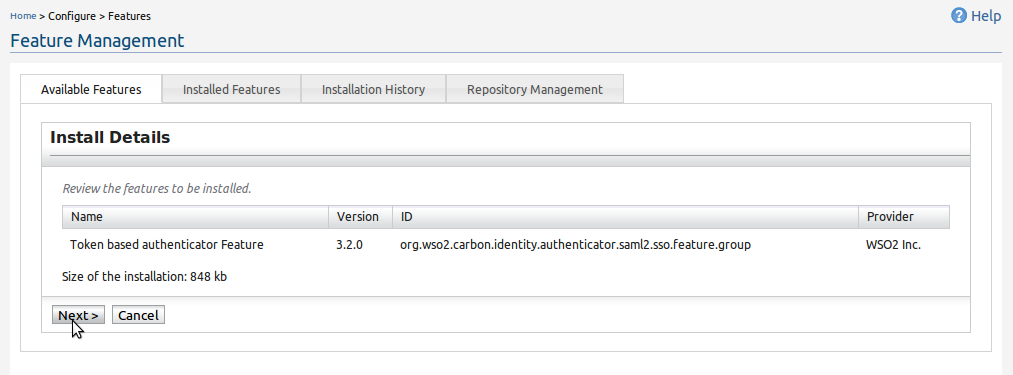 Home > Configure > Features
Help
Feature Management
Available Features
Installed Features
Installation History
Repository Management
Install Details
Review the features to be installed.
Name Version ID Provider
Token based authenticator Feature 3.2.0 org.wso2.carbon.identity.authenticator.saml2.sso.feature.group WSO2 Inc.
Size of the installation: 848 kb
Next > Cancel